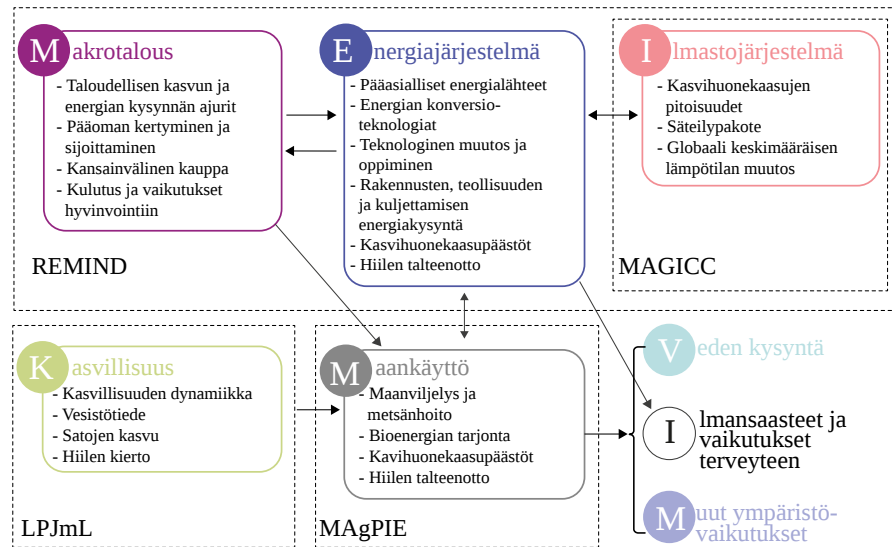 Makrotalous
- Taloudellisen kasvun ja
energian kysynnän ajurit
- Pääoman kertyminen ja
sijoittaminen
- Kansainvälinen kauppa
- Kulutus ja vaikutukset
hyvinvointiin
REMIND
Energiajärjestelmä
- Pääasialliset energialähteet
- Energian konversio-
teknologiat
- Teknologinen muutos ja
oppiminen
- Rakennusten, teollisuuden
ja kuljettamisen
energiakysyntä
- Kasvihuonekaasupäästöt
- Hiilen talteenotto
Ilmastojärjestelmä
- Kasvihuonekaasujen
pitoisuudet
- Säteilypakote
- Globaali keskimääräisen
lämpötilan muutos
MAGICC
Kasvillisuus
- Kasvillisuuden dynamiikka
- Vesistötiede
- Satojen kasvu
- Hiilen kierto
LPJmL
Maankäyttö
- Maanviljelys ja
metsänhoito
- Bioenergian tarjonta
- Kavihuonekaasupäästöt
- Hiilen talteenotto
MAgPIE
Veden kysyntä
Ilmansaasteet ja
vaikutukset
terveyteen
Muut ympäristö-
vaikutukset